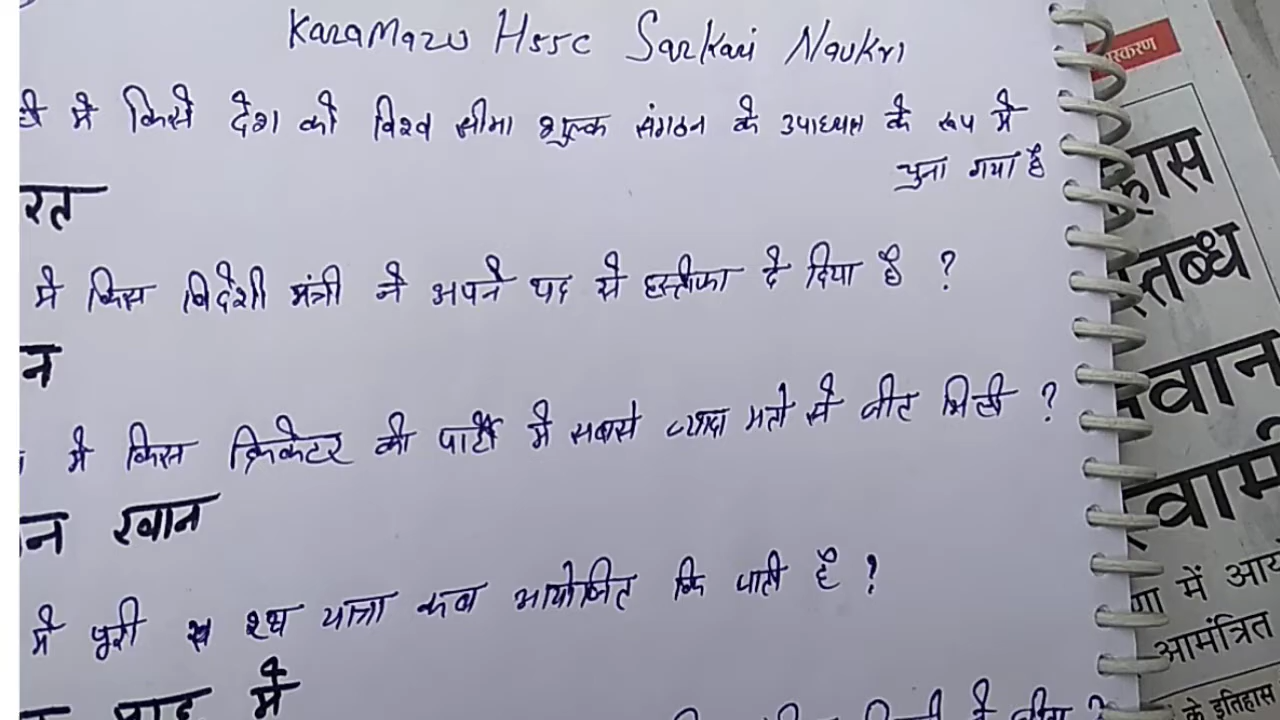 KaraMazu Hssc Sarkari Naukri
में किसे देश को विश्व सीमा शुल्क संगठन के उपाध्यक्ष के रूप में
चुना गया है
रत
में किस विदेशी मंत्री ने अपने पद से इस्तीफा दे दिया है ?
न
में किस क्रिकेटर की पार्टी में सबसे ज्यादा मतो से जीत मिली ?
न खान
में पूरी रथ यात्रा कब आयोजित कि जाती है ?
में
स्करण
स्तब्ध
वान
वामी
णा में आय
आमंत्रित
के इतिहास